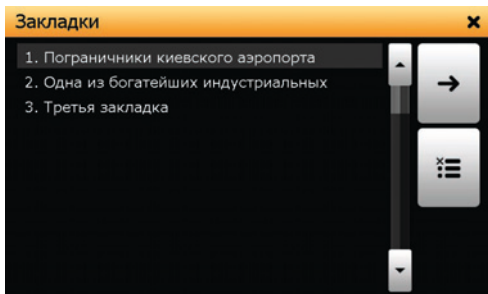 Закладки
1. Пограничники киевского аэропорта
2. Одна из богатейших индустриальных
3. Третья закладка